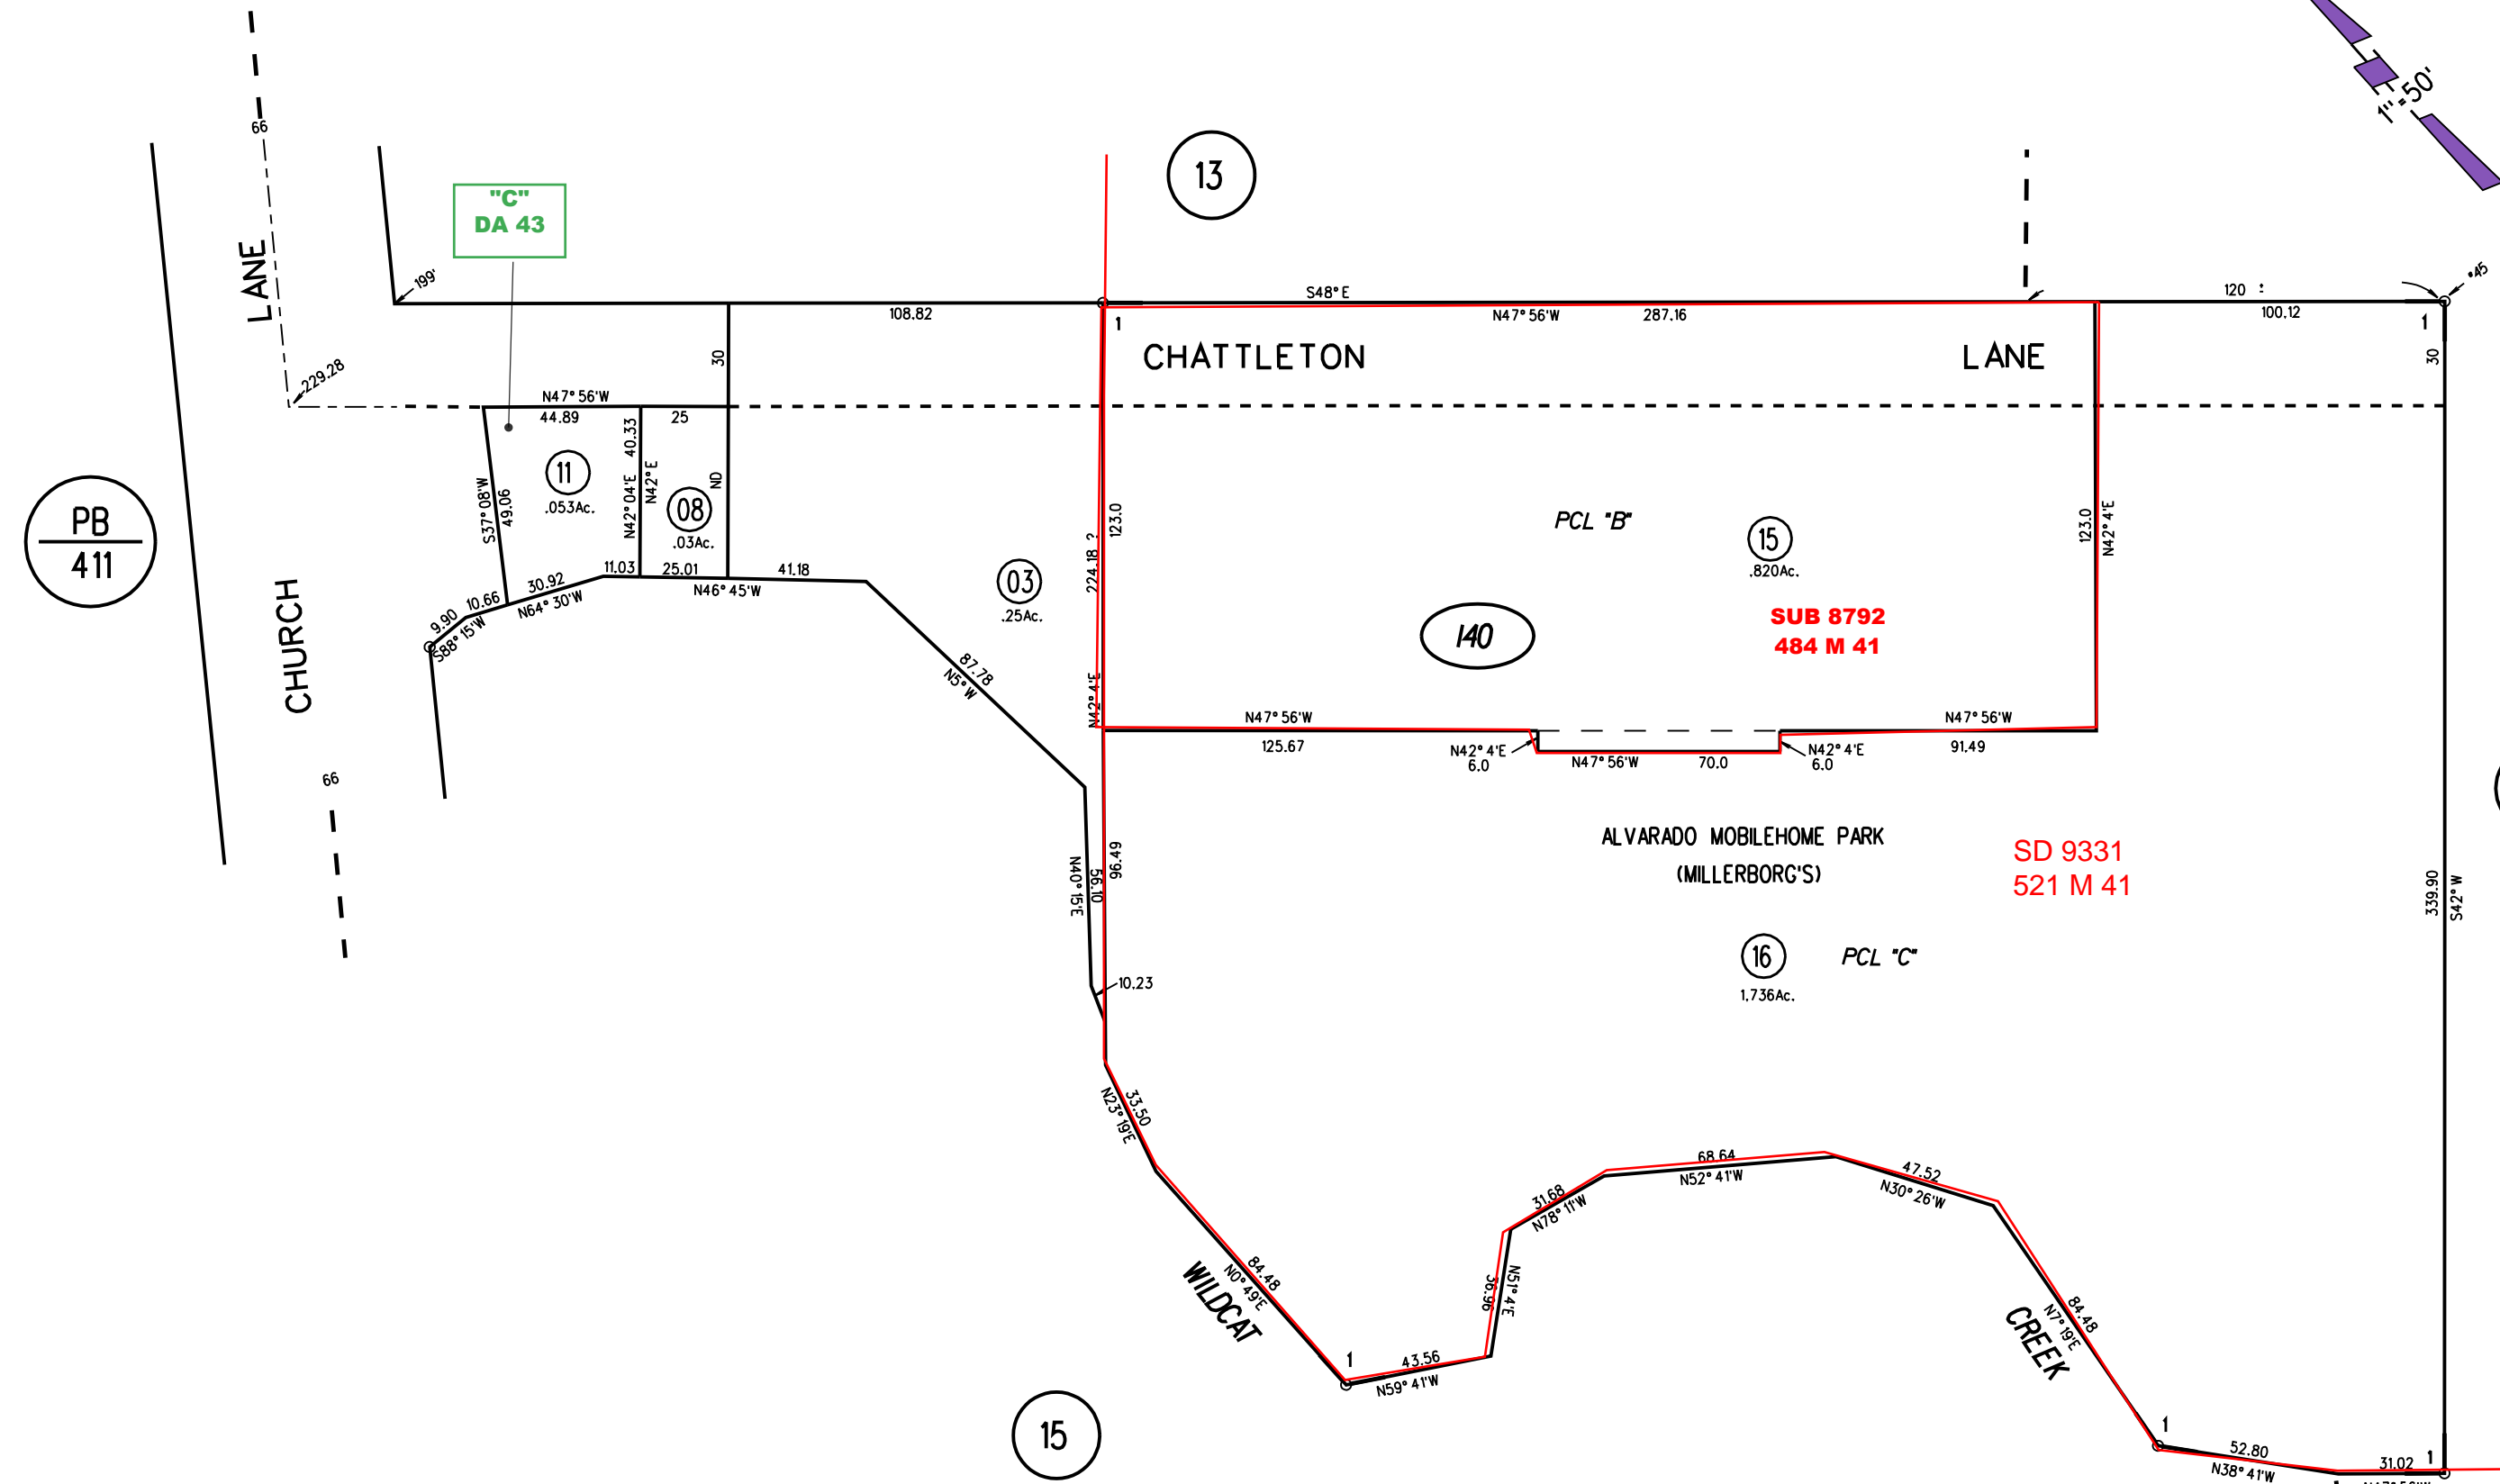 1"=50'
66
13
"C"
DA 43
LANE
199'
S48°E
120 ±
45
108.82
N47°56'W
287.16
100.12
1
1
30
CHATTLETON
LANE
30
229.28
N47°56'W
44.89
25
40.33
N42°04'E
N42°E
ND
S37°08'W
49.06
11
.053Ac.
08
.03Ac.
123.0
224.18 ?
N42°4'E
PCL "B"
15
.820Ac.
123.0
N42°4'E
PB
411
11.03
25.01
41.18
N46°45'W
30.92
10.66
N64°30'W
9.90
S88°15'W
03
.25Ac.
SUB 8792
484 M 41
140
CHURCH
87.78
N5°W
N47°56'W
125.67
N42°4'E
6.0
N47°56'W
70.0
N42°4'E
6.0
N47°56'W
91.49
66
ALVARADO MOBILEHOME PARK
(MILLERBORG'S)
SD 9331
521 M 41
96.49
56.10
N40°15'E
339.90
S42°W
16
PCL "C"
1.736Ac.
10.23
33.50
N23°19'E
68.64
N52°41'W
47.52
N30°26'W
31.68
N78°11'W
84.48
N0°49'E
WILDCAT
36.96
N51°4'E
CREEK
84.48
N7°19'E
1
43.56
N59°41'W
15
1
52.80
N38°41'W
31.02
1